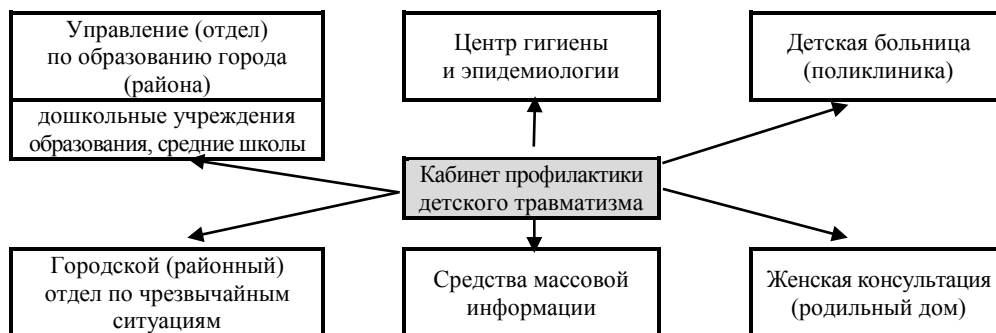 Управление (отдел)
по образованию города
(района)
дошкольные учреждения
образования, средние школы
Центр гигиены
и эпидемиологии
Детская больница
(поликлиника)
Кабинет профилактики
детского травматизма
Городской (районный)
отдел по чрезвычайным
ситуациям
Средства массовой
информации
Женская консультация
(родильный дом)